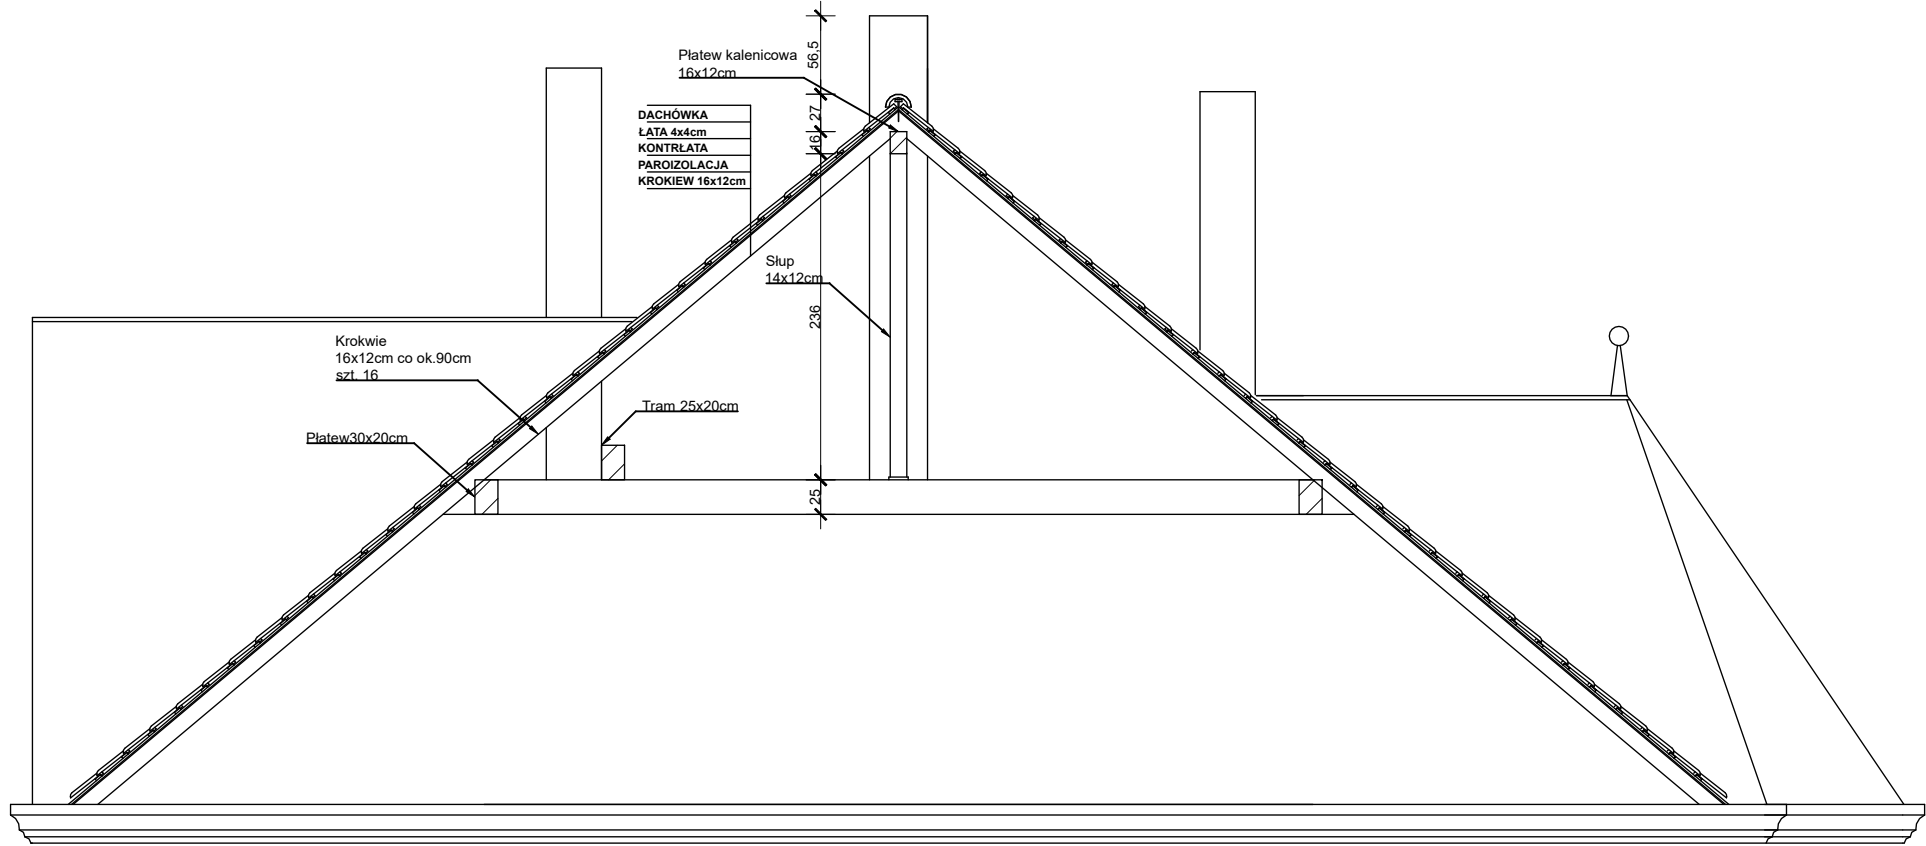 Płatew kalenicowa
16x12cm
56,5
27
16
DACHÓWKA
ŁATA 4x4cm
KONTRŁATA
PAROIZOLACJA
KROKIEW 16x12cm
Słup
14x12cm
236
Krokwie
16x12cm co ok.90cm
szt. 16
Tram 25x20cm
Płatew30x20cm
25